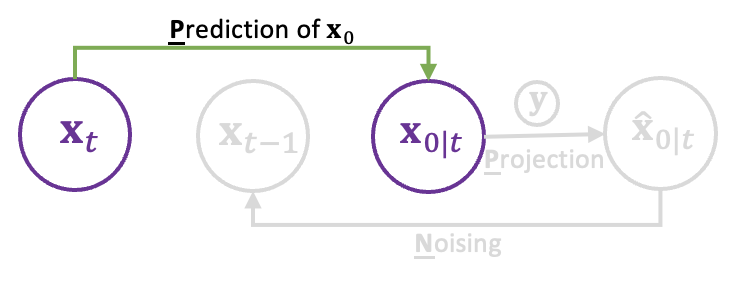 Prediction of x₀
xₜ
xₜ₋₁
x₀|ₜ
y
x̂₀|ₜ
Projection
Noising